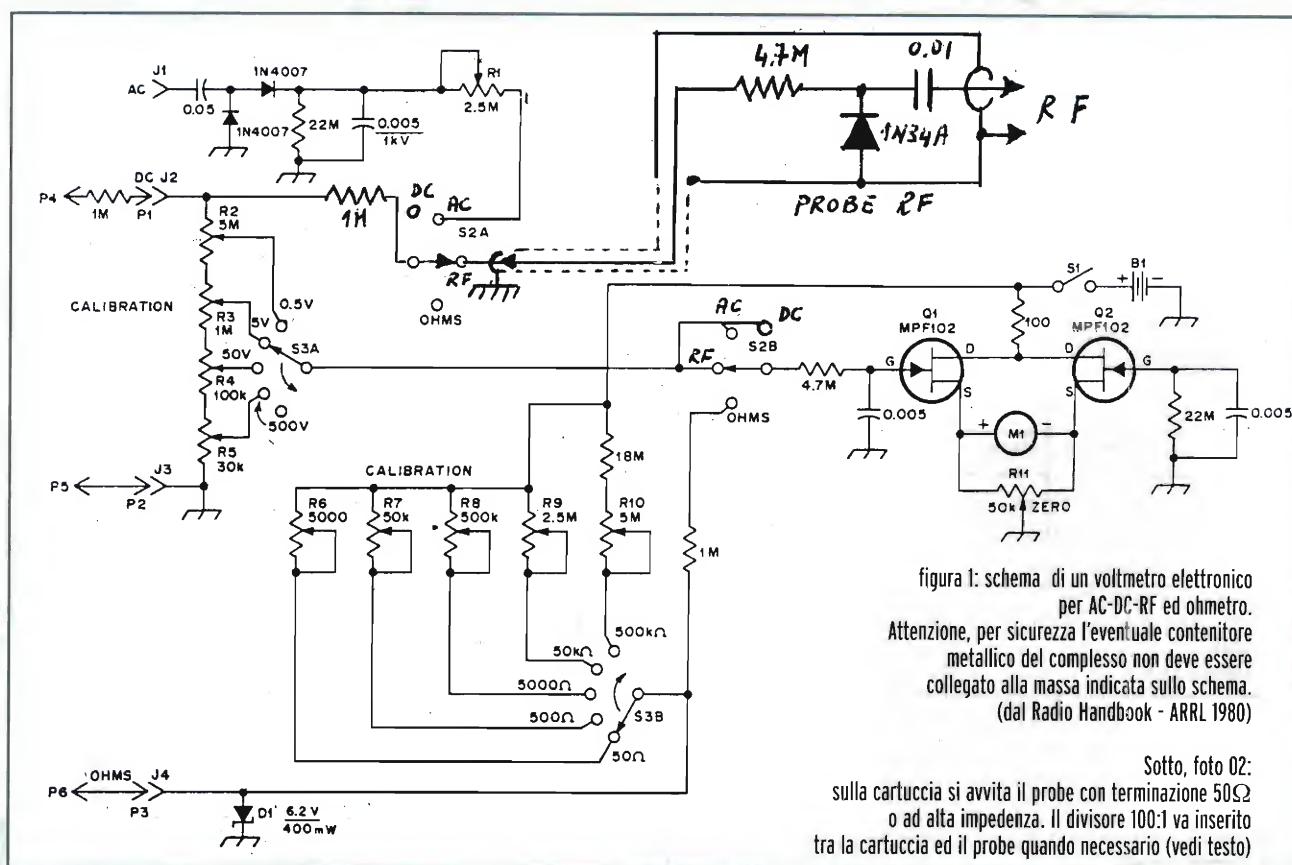 J1
AC
0.05
1N4007
1N4007
22M
0.005
1kV
R1
2.5M
4.7M
0.01
1N34A
RF
PROBE RF
P4
1M
DC J2
P1
1M
DC
AC
S2A
RF
OHMS
R2
5M
CALIBRATION
R3
1M
R4
100k
R5
30k
0.5V
5V
50V
500V
S3A
P5
J3
P2
AC
DC
S2B
RF
OHMS
4.7M
0.005
Q1
MPF102
G
D
S
100
S1
B1
+
-
Q2
MPF102
D
G
S
22M
0.005
+
M1
-
R11
50k
ZERO
CALIBRATION
18M
R6
5000
R7
50k
R8
500k
R9
2.5M
R10
5M
1M
500kΩ
50kΩ
5000Ω
500Ω
50Ω
S3B
P6
OHMS
J4
P3
D1
6.2V
400mW
figura 1: schema di un voltmetro elettronico
per AC-DC-RF ed ohmetro.
Attenzione, per sicurezza l'eventuale contenitore
metallico del complesso non deve essere
collegato alla massa indicata sullo schema.
(dal Radio Handbook - ARRL 1980)
Sotto, foto 02:
sulla cartuccia si avvita il probe con terminazione 50Ω
o ad alta impedenza. Il divisore 100:1 va inserito
tra la cartuccia ed il probe quando necessario (vedi testo)